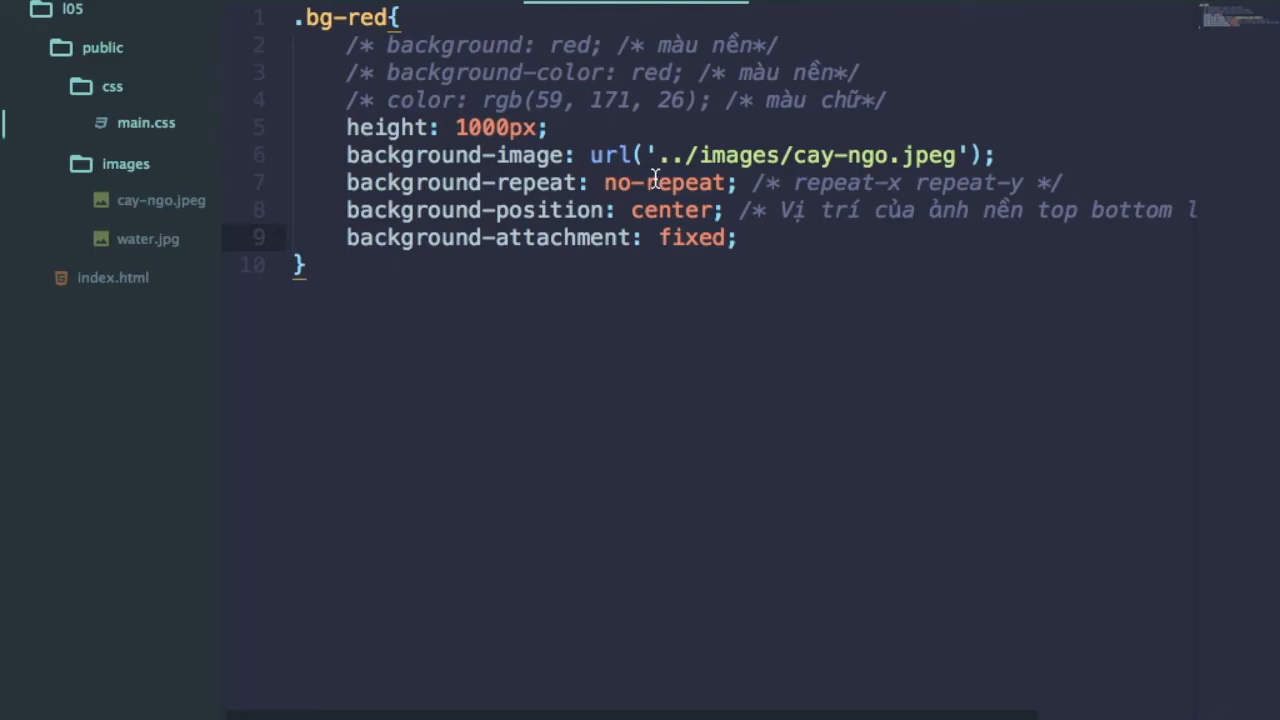 l05
public
css
main.css
images
cay-ngo.jpeg
water.jpg
index.html
1 .bg-red{
2 /* background: red; /* màu nền*/
3 /* background-color: red; /* màu nền*/
4 /* color: rgb(59, 171, 26); /* màu chữ*/
5 height: 1000px;
6 background-image: url('../images/cay-ngo.jpeg');
7 background-repeat: no-repeat; /* repeat-x repeat-y */
8 background-position: center; /* Vị trí của ảnh nền top bottom l
9 background-attachment: fixed;
10 }